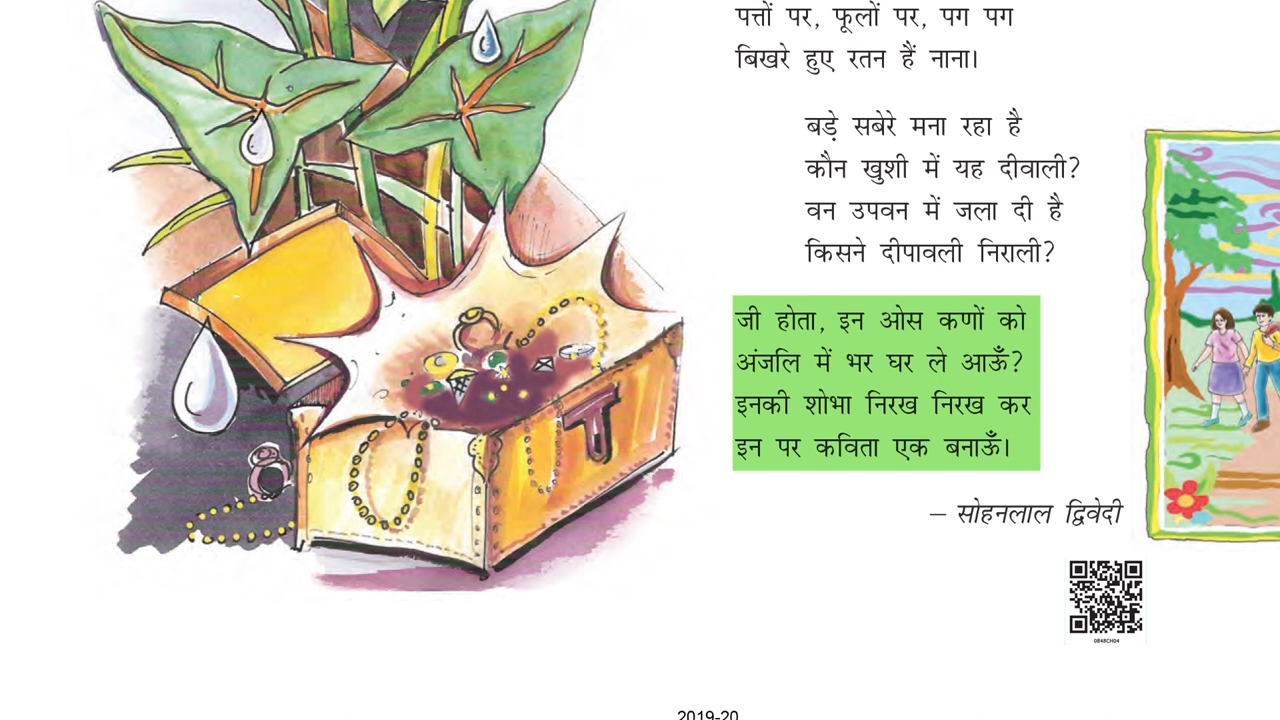 पत्तों पर, फूलों पर, पग पग
बिखरे हुए रतन हैं नाना।
बड़े सबेरे मना रहा है
कौन खुशी में यह दीवाली?
वन उपवन में जला दी है
किसने दीपावली निराली?
जी होता, इन ओस कणों को
अंजलि में भर घर ले आऊँ?
इनकी शोभा निरख निरख कर
इन पर कविता एक बनाऊँ।
– सोहनलाल द्विवेदी
0848CH04
2019-20